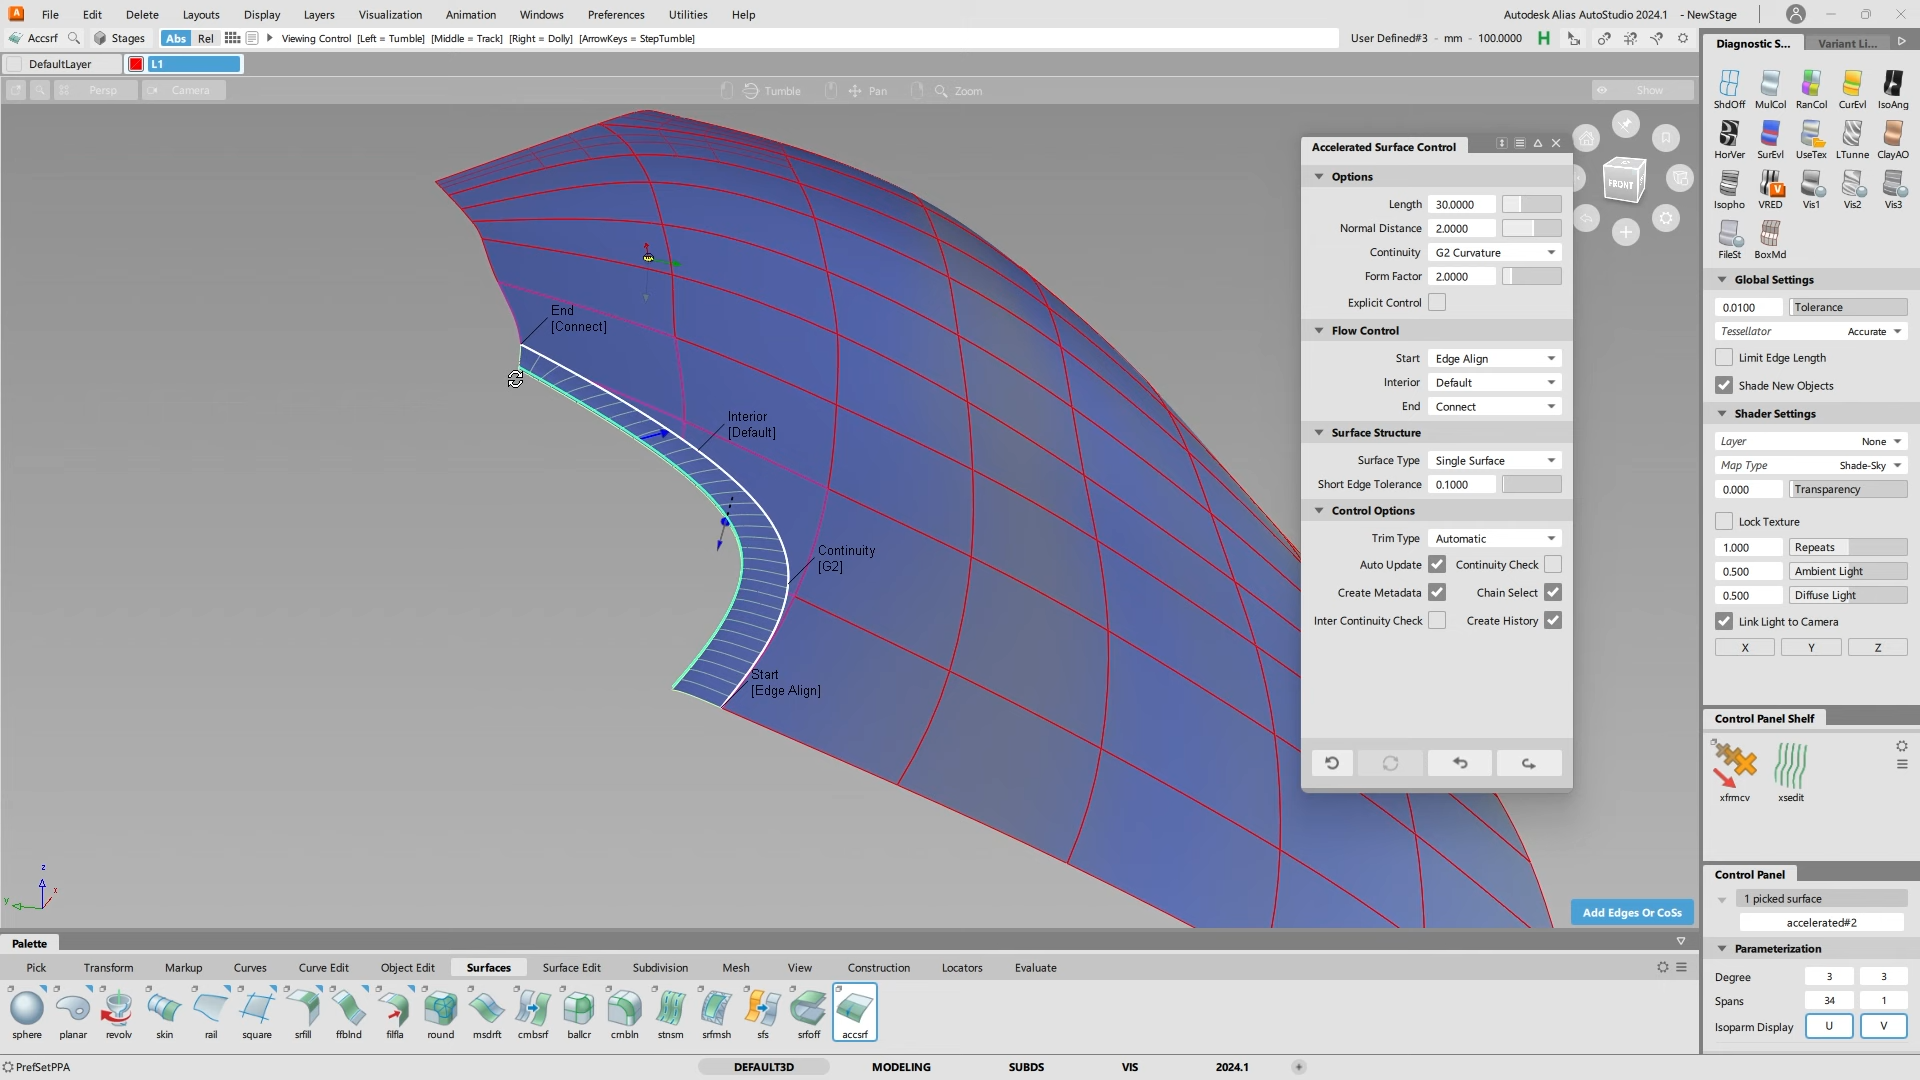 File Edit Delete Layouts Display Layers Visualization Animation Windows Preferences Utilities Help
Autodesk Alias AutoStudio 2024.1 - NewStage
Accsrf Stages Abs Rel Viewing Control [Left = Tumble] [Middle = Track] [Right = Dolly] [ArrowKeys = StepTumble]
User Defined#3 - mm - 100.0000 H
DefaultLayer L1
Persp Camera Tumble Pan Zoom Show
FRONT
End
[Connect]
Interior
[Default]
Continuity
[G2]
Start
[Edge Align]
z
y
x
Accelerated Surface Control
Options
Length 30.0000
Normal Distance 2.0000
Continuity G2 Curvature
Form Factor 2.0000
Explicit Control
Flow Control
Start Edge Align
Interior Default
End Connect
Surface Structure
Surface Type Single Surface
Short Edge Tolerance 0.1000
Control Options
Trim Type Automatic
Auto Update Continuity Check
Create Metadata Chain Select
Inter Continuity Check Create History
Add Edges Or CoSs
Diagnostic S... Variant Li...
ShdOff MulCol RanCol CurEvl IsoAng
HorVer SurEvl UseTex LTunne ClayAO
Isopho VRED Vis1 Vis2 Vis3
FileSt BoxMd
Global Settings
0.0100 Tolerance
Tessellator Accurate
Limit Edge Length
Shade New Objects
Shader Settings
Layer None
Map Type Shade-Sky
0.000 Transparency
Lock Texture
1.000 Repeats
0.500 Ambient Light
0.500 Diffuse Light
Link Light to Camera
X Y Z
Control Panel Shelf
xfrmcv xsedit
Control Panel
1 picked surface
accelerated#2
Parameterization
Degree 3 3
Spans 34 1
Isoparm Display U V
Palette
Pick Transform Markup Curves Curve Edit Object Edit Surfaces Surface Edit Subdivision Mesh View Construction Locators Evaluate
sphere planar revolv skin rail square srfill ffblnd filfla round msdrft cmbsrf ballcr crnbln stnsm srfmsh sfs srfoff accsrf
PrefSetPPA
DEFAULT3D MODELING SUBDS VIS 2024.1